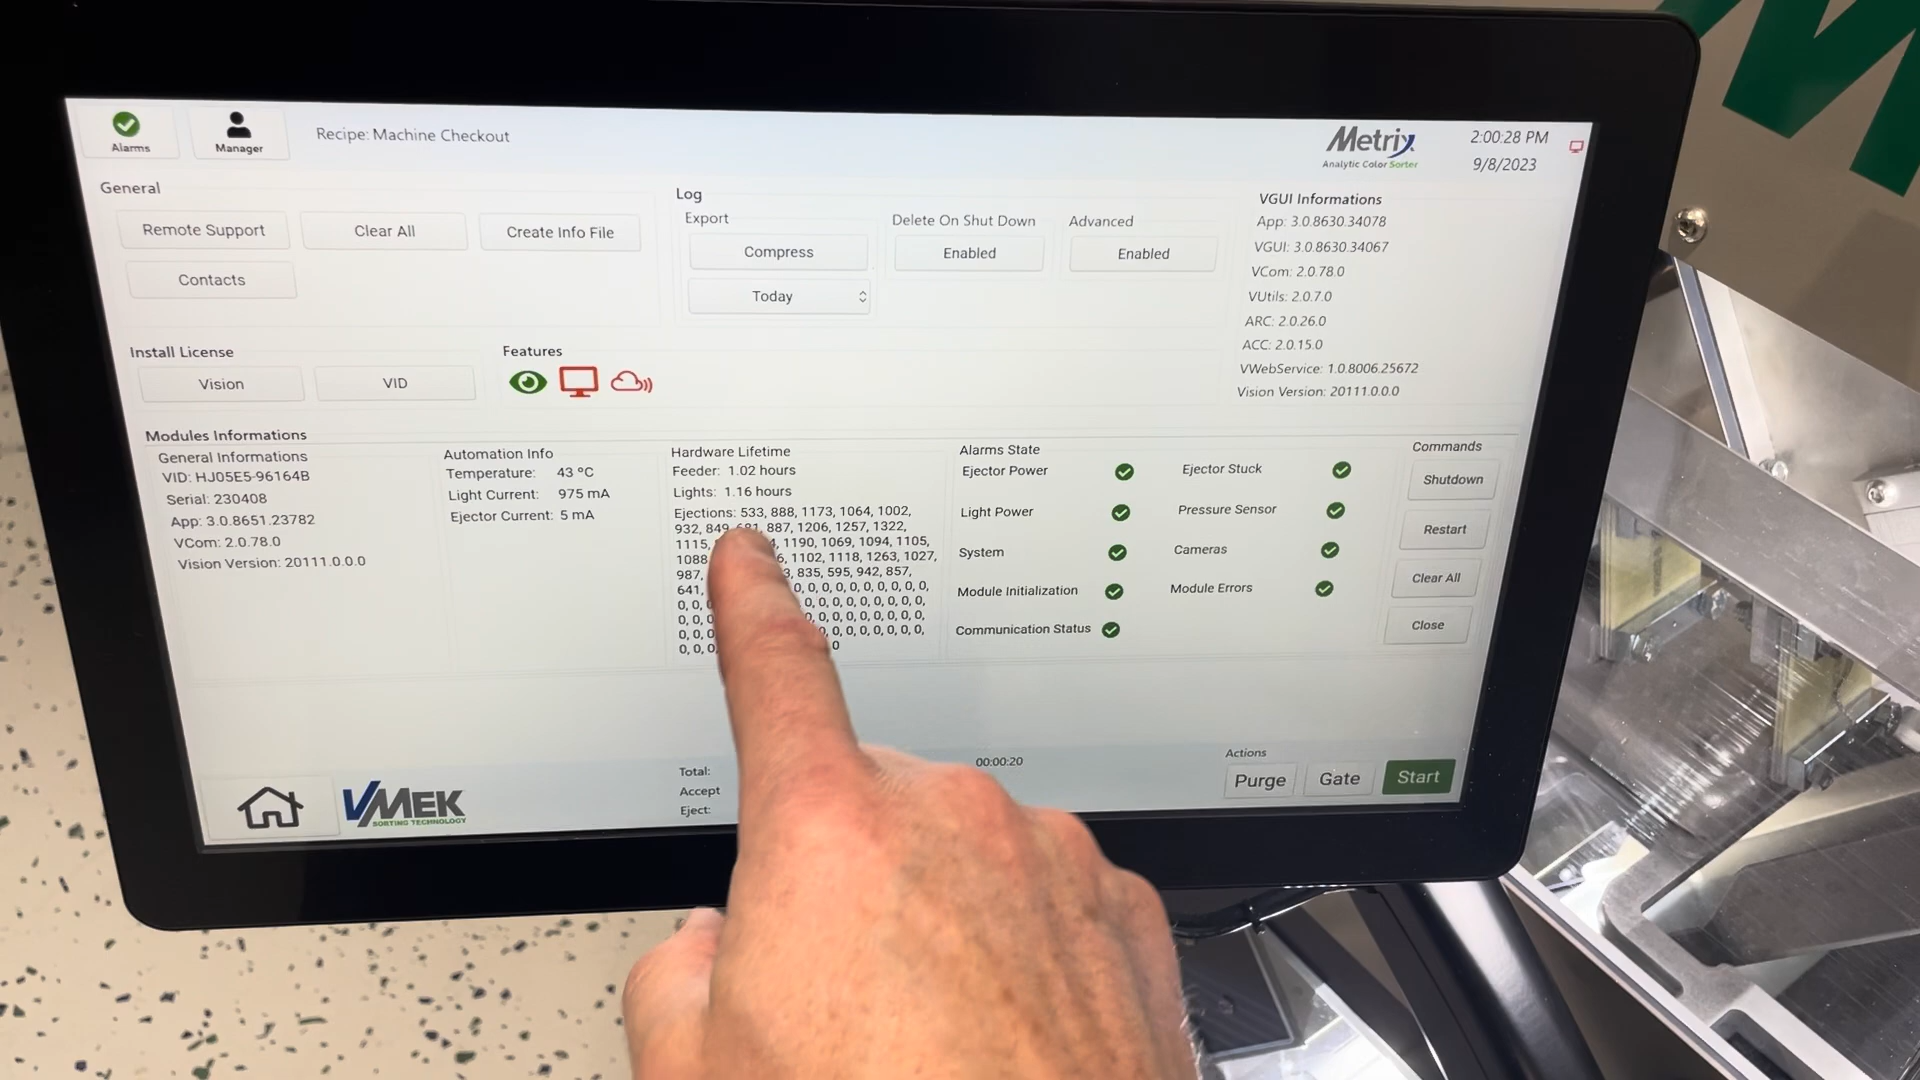 Alarms
Manager
Recipe: Machine Checkout
Metrix
Analytic Color Sorter
2:00:28 PM
9/8/2023
General
Remote Support
Clear All
Create Info File
Contacts
Log
Export
Compress
Today
Delete On Shut Down
Enabled
Advanced
Enabled
VGUI Informations
App: 3.0.8630.34078
VGUI: 3.0.8630.34067
VCom: 2.0.78.0
VUtils: 2.0.7.0
ARC: 2.0.26.0
ACC: 2.0.15.0
VWebService: 1.0.8006.25672
Vision Version: 20111.0.0.0
Install License
Vision
VID
Features
Modules Informations
General Informations
VID: HJ05E5-96164B
Serial: 230408
App: 3.0.8651.23782
VCom: 2.0.78.0
Vision Version: 20111.0.0.0
Automation Info
Temperature: 43 °C
Light Current: 975 mA
Ejector Current: 5 mA
Hardware Lifetime
Feeder: 1.02 hours
Lights: 1.16 hours
Ejections: 533, 888, 1173, 1064, 1002,
932, 849, 681, 887, 1206, 1257, 1322,
1115, 1190, 1069, 1094, 1105,
1088 1102, 1118, 1263, 1027,
987, 835, 595, 942, 857,
641, 0, 0, 0, 0, 0, 0, 0, 0, 0, 0,
0, 0, 0 0, 0, 0, 0, 0, 0, 0, 0, 0,
0, 0, 0 0, 0, 0, 0, 0, 0, 0, 0,
0, 0, 0 0, 0, 0, 0, 0, 0, 0,
0, 0, 0 0
Alarms State
Ejector Power
Ejector Stuck
Light Power
Pressure Sensor
System
Cameras
Module Initialization
Module Errors
Communication Status
Commands
Shutdown
Restart
Clear All
Close
VMEK
SORTING TECHNOLOGY
Total:
Accept
Eject:
00:00:20
Actions
Purge
Gate
Start